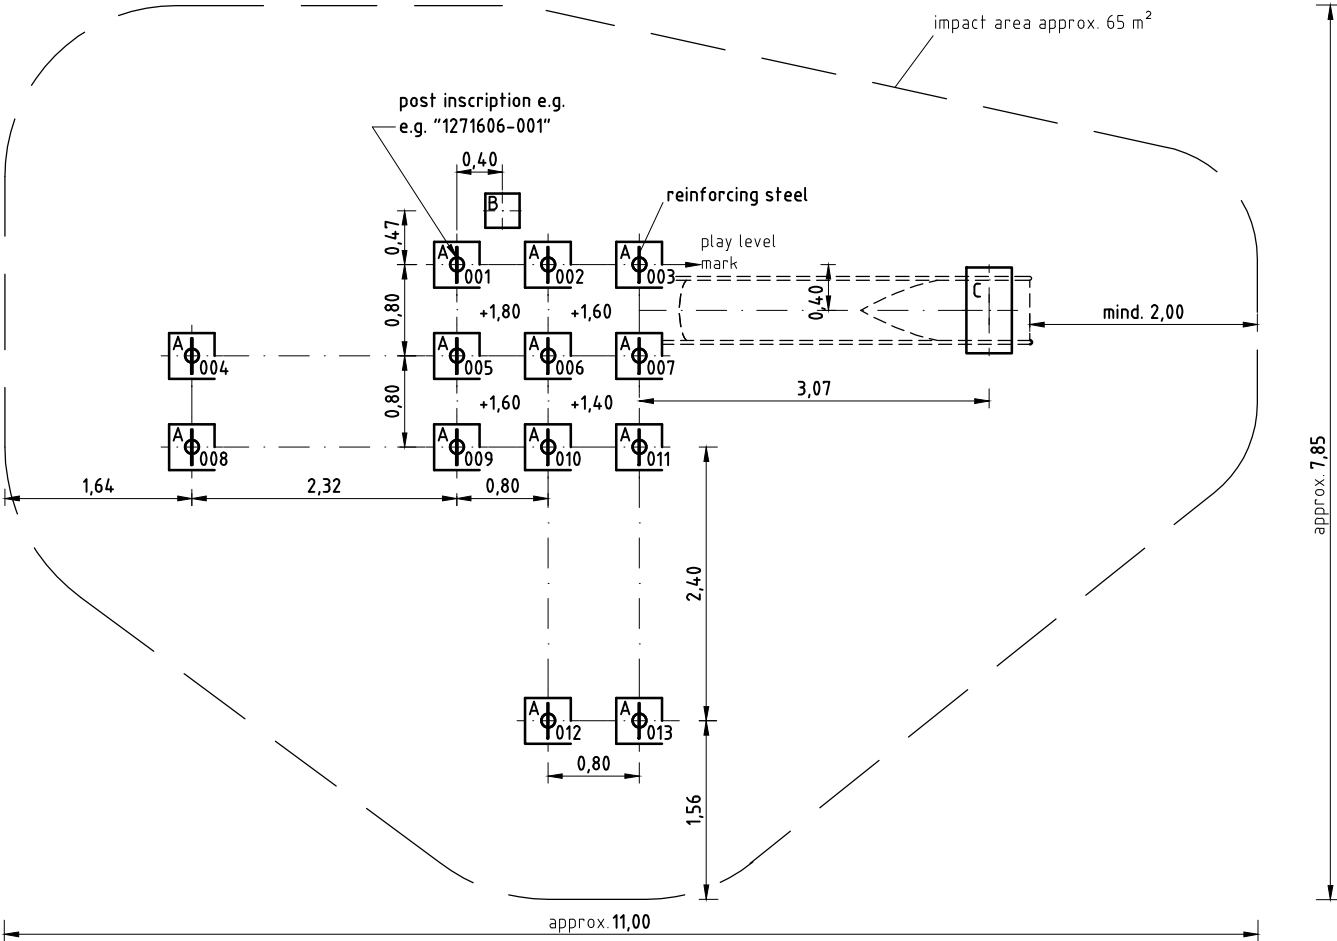 impact area approx. 65 m²
post inscription e.g.
e.g. "1271606-001"
0,40
B
reinforcing steel
0,47
play level
mark
A
001
A
002
A
003
C
0,80
+1,80
+1,60
0,40
mind. 2,00
A
004
A
005
A
006
A
007
3,07
0,80
+1,60
+1,40
A
008
A
009
A
010
A
011
approx. 7,85
1,64
2,32
0,80
2,40
A
012
A
013
0,80
1,56
approx. 11,00